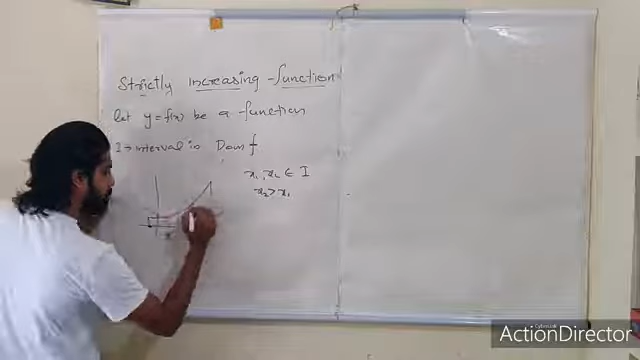 Strictly increasing function
let y=f(x) be a function
I → interval in Dom f
x₁, x₂ ∈ I
x₂ > x₁
ActionDirector